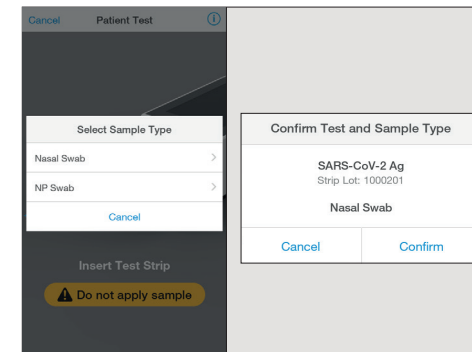 Cancel Patient Test
Select Sample Type
Nasal Swab
NP Swab
Cancel
Insert Test Strip
Do not apply sample
Confirm Test and Sample Type
SARS-CoV-2 Ag
Strip Lot: 1000201
Nasal Swab
Cancel Confirm